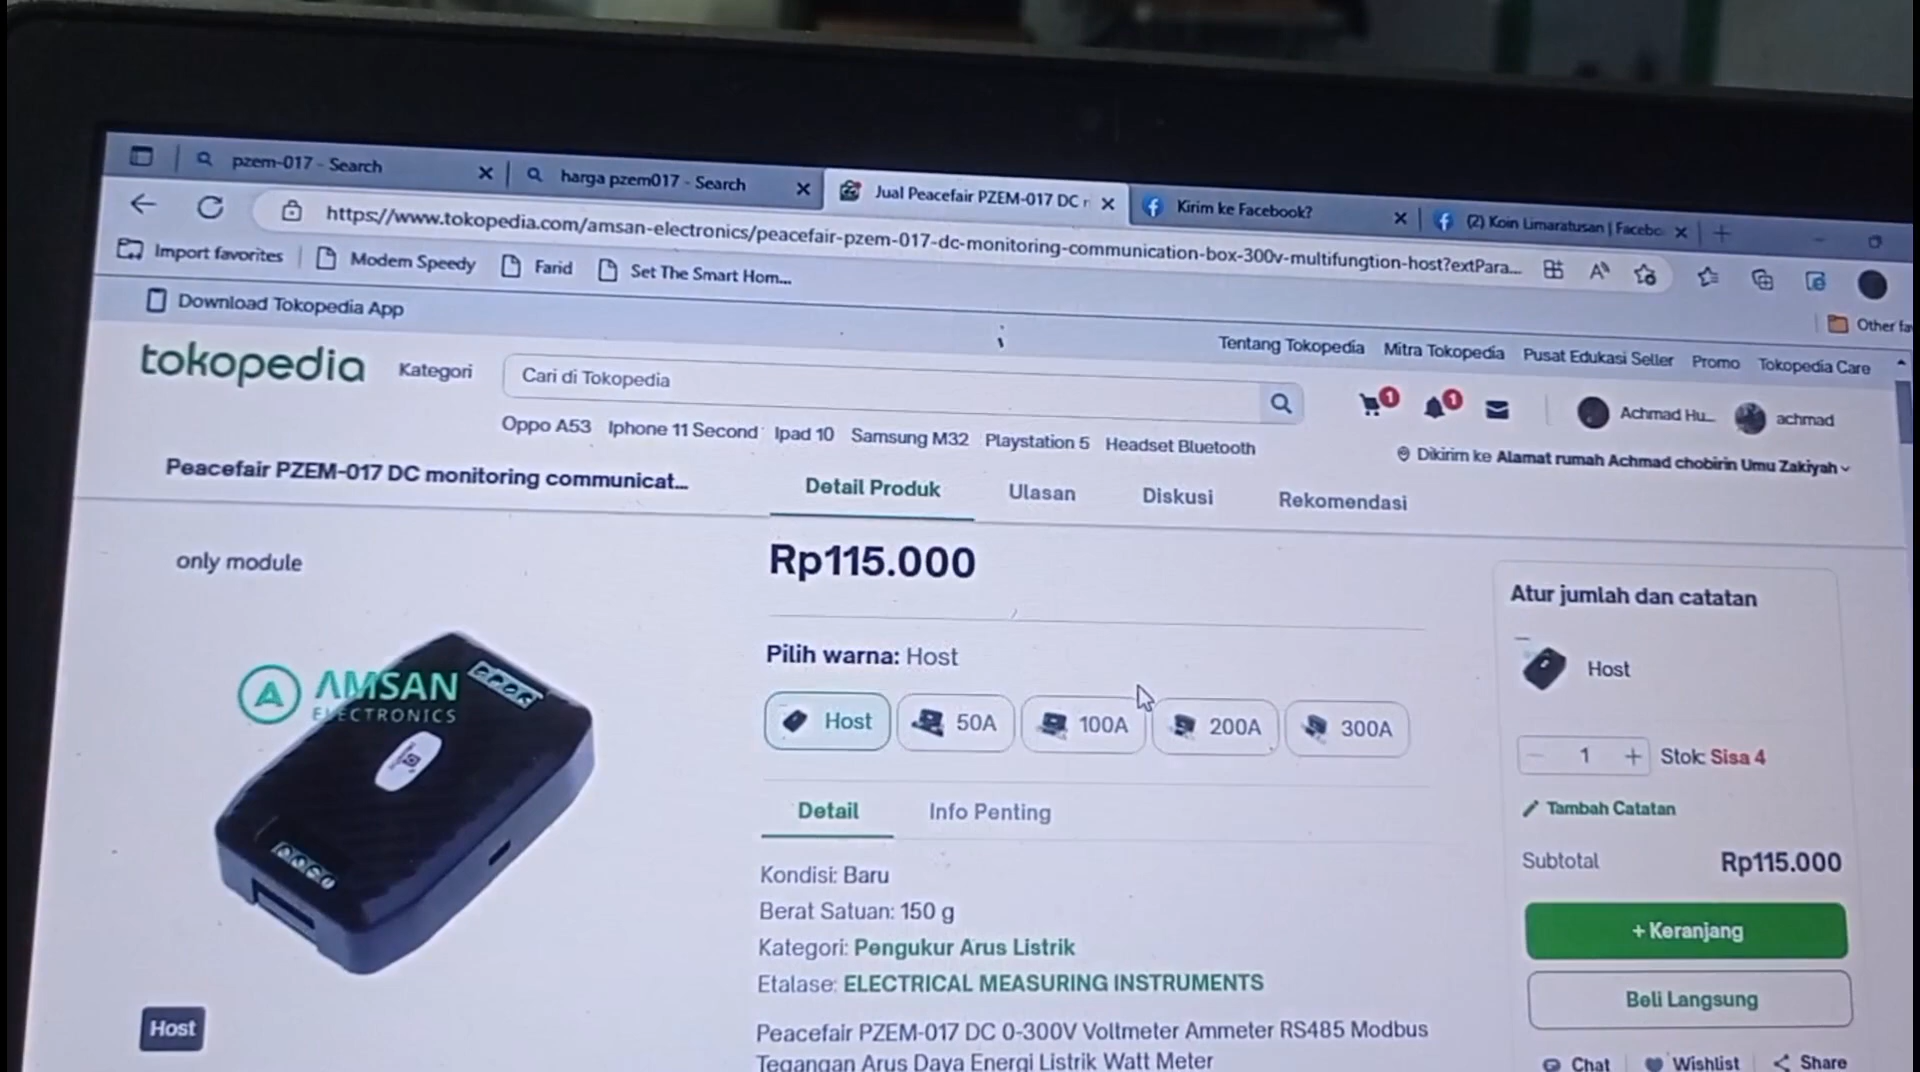 pzem-017 - Search
harga pzem017 - Search
Jual Peacefair PZEM-017 DC
Kirim ke Facebook?
(2) Koin Limaratusan | Facebo
https://www.tokopedia.com/amsan-electronics/peacefair-pzem-017-dc-monitoring-communication-box-300v-multifungtion-host?extPara...
Import favorites
Modem Speedy
Farid
Set The Smart Hom...
Other fa
Download Tokopedia App
Tentang Tokopedia Mitra Tokopedia Pusat Edukasi Seller Promo Tokopedia Care
tokopedia
Kategori
Cari di Tokopedia
1
1
Achmad Hu...
achmad
Oppo A53 Iphone 11 Second Ipad 10 Samsung M32 Playstation 5 Headset Bluetooth
Dikirim ke Alamat rumah Achmad chobirin Umu Zakiyah
Peacefair PZEM-017 DC monitoring communicat...
Detail Produk Ulasan Diskusi Rekomendasi
only module
AMSAN
ELECTRONICS
Host
Rp115.000
Pilih warna: Host
Host 50A 100A 200A 300A
Detail Info Penting
Kondisi: Baru
Berat Satuan: 150 g
Kategori: Pengukur Arus Listrik
Etalase: ELECTRICAL MEASURING INSTRUMENTS
Peacefair PZEM-017 DC 0-300V Voltmeter Ammeter RS485 Modbus
Tegangan Arus Daya Energi Listrik Watt Meter
Atur jumlah dan catatan
Host
1 Stok: Sisa 4
Tambah Catatan
Subtotal Rp115.000
+ Keranjang
Beli Langsung
Chat Wishlist Share